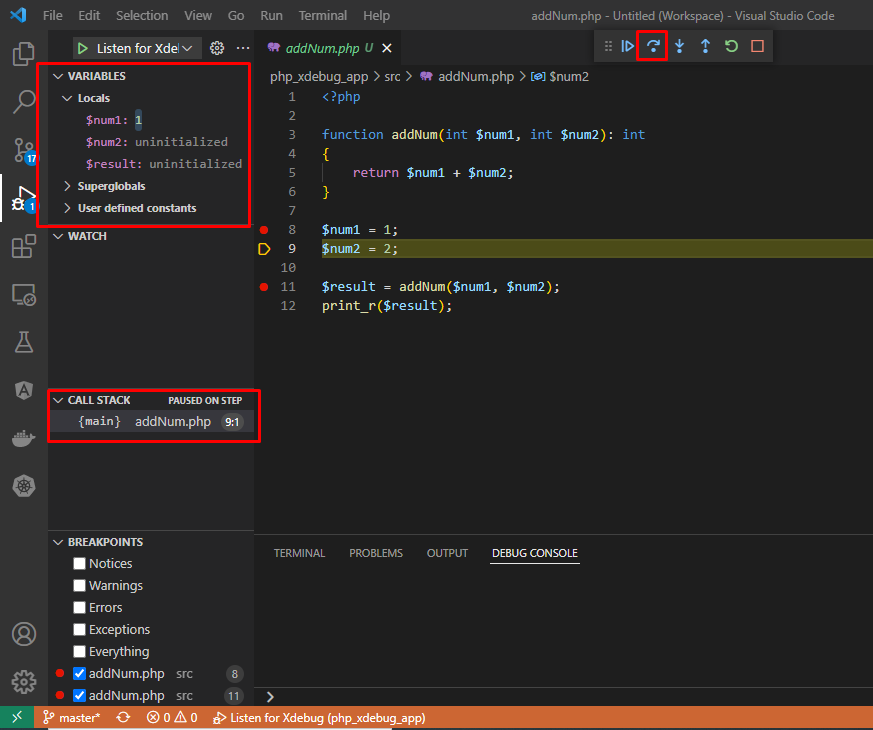 File Edit Selection View Go Run Terminal Help addNum.php - Untitled (Workspace) - Visual Studio Code
Listen for Xdel
addNum.php U
VARIABLES
Locals
$num1: 1
$num2: uninitialized
$result: uninitialized
Superglobals
User defined constants
WATCH
CALL STACK PAUSED ON STEP
{main} addNum.php 9:1
BREAKPOINTS
Notices
Warnings
Errors
Exceptions
Everything
addNum.php src 8
addNum.php src 11
17
1
php_xdebug_app > src > addNum.php > $num2
1 <?php
2
3 function addNum(int $num1, int $num2): int
4 {
5 return $num1 + $num2;
6 }
7
8 $num1 = 1;
9 $num2 = 2;
10
11 $result = addNum($num1, $num2);
12 print_r($result);
TERMINAL PROBLEMS OUTPUT DEBUG CONSOLE
master* 0 0 Listen for Xdebug (php_xdebug_app)